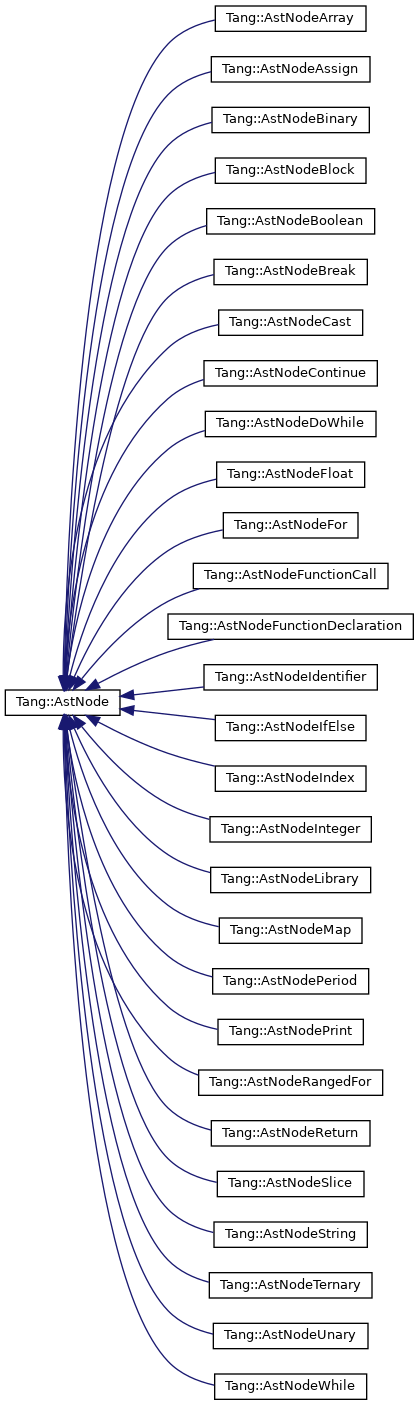 Tang::AstNodeArray
Tang::AstNodeAssign
Tang::AstNodeBinary
Tang::AstNodeBlock
Tang::AstNodeBoolean
Tang::AstNodeBreak
Tang::AstNodeCast
Tang::AstNodeContinue
Tang::AstNodeDoWhile
Tang::AstNodeFloat
Tang::AstNodeFor
Tang::AstNodeFunctionCall
Tang::AstNodeFunctionDeclaration
Tang::AstNodeIdentifier
Tang::AstNode
Tang::AstNodeIfElse
Tang::AstNodeIndex
Tang::AstNodeInteger
Tang::AstNodeLibrary
Tang::AstNodeMap
Tang::AstNodePeriod
Tang::AstNodePrint
Tang::AstNodeRangedFor
Tang::AstNodeReturn
Tang::AstNodeSlice
Tang::AstNodeString
Tang::AstNodeTernary
Tang::AstNodeUnary
Tang::AstNodeWhile